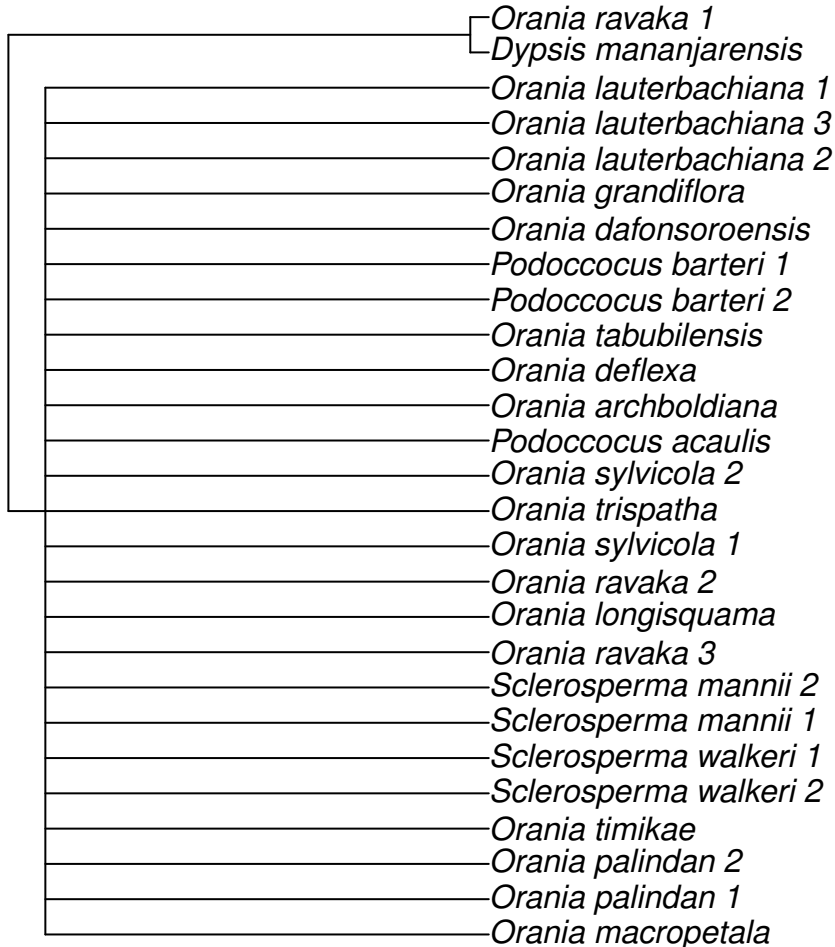 Orania ravaka 1
Dypsis mananjarensis
Orania lauterbachiana 1
Orania lauterbachiana 3
Orania lauterbachiana 2
Orania grandiflora
Orania dafonsoroensis
Podoccocus barteri 1
Podoccocus barteri 2
Orania tabubilensis
Orania deflexa
Orania archboldiana
Podoccocus acaulis
Orania sylvicola 2
Orania trispatha
Orania sylvicola 1
Orania ravaka 2
Orania longisquama
Orania ravaka 3
Sclerosperma mannii 2
Sclerosperma mannii 1
Sclerosperma walkeri 1
Sclerosperma walkeri 2
Orania timikae
Orania palindan 2
Orania palindan 1
Orania macropetala